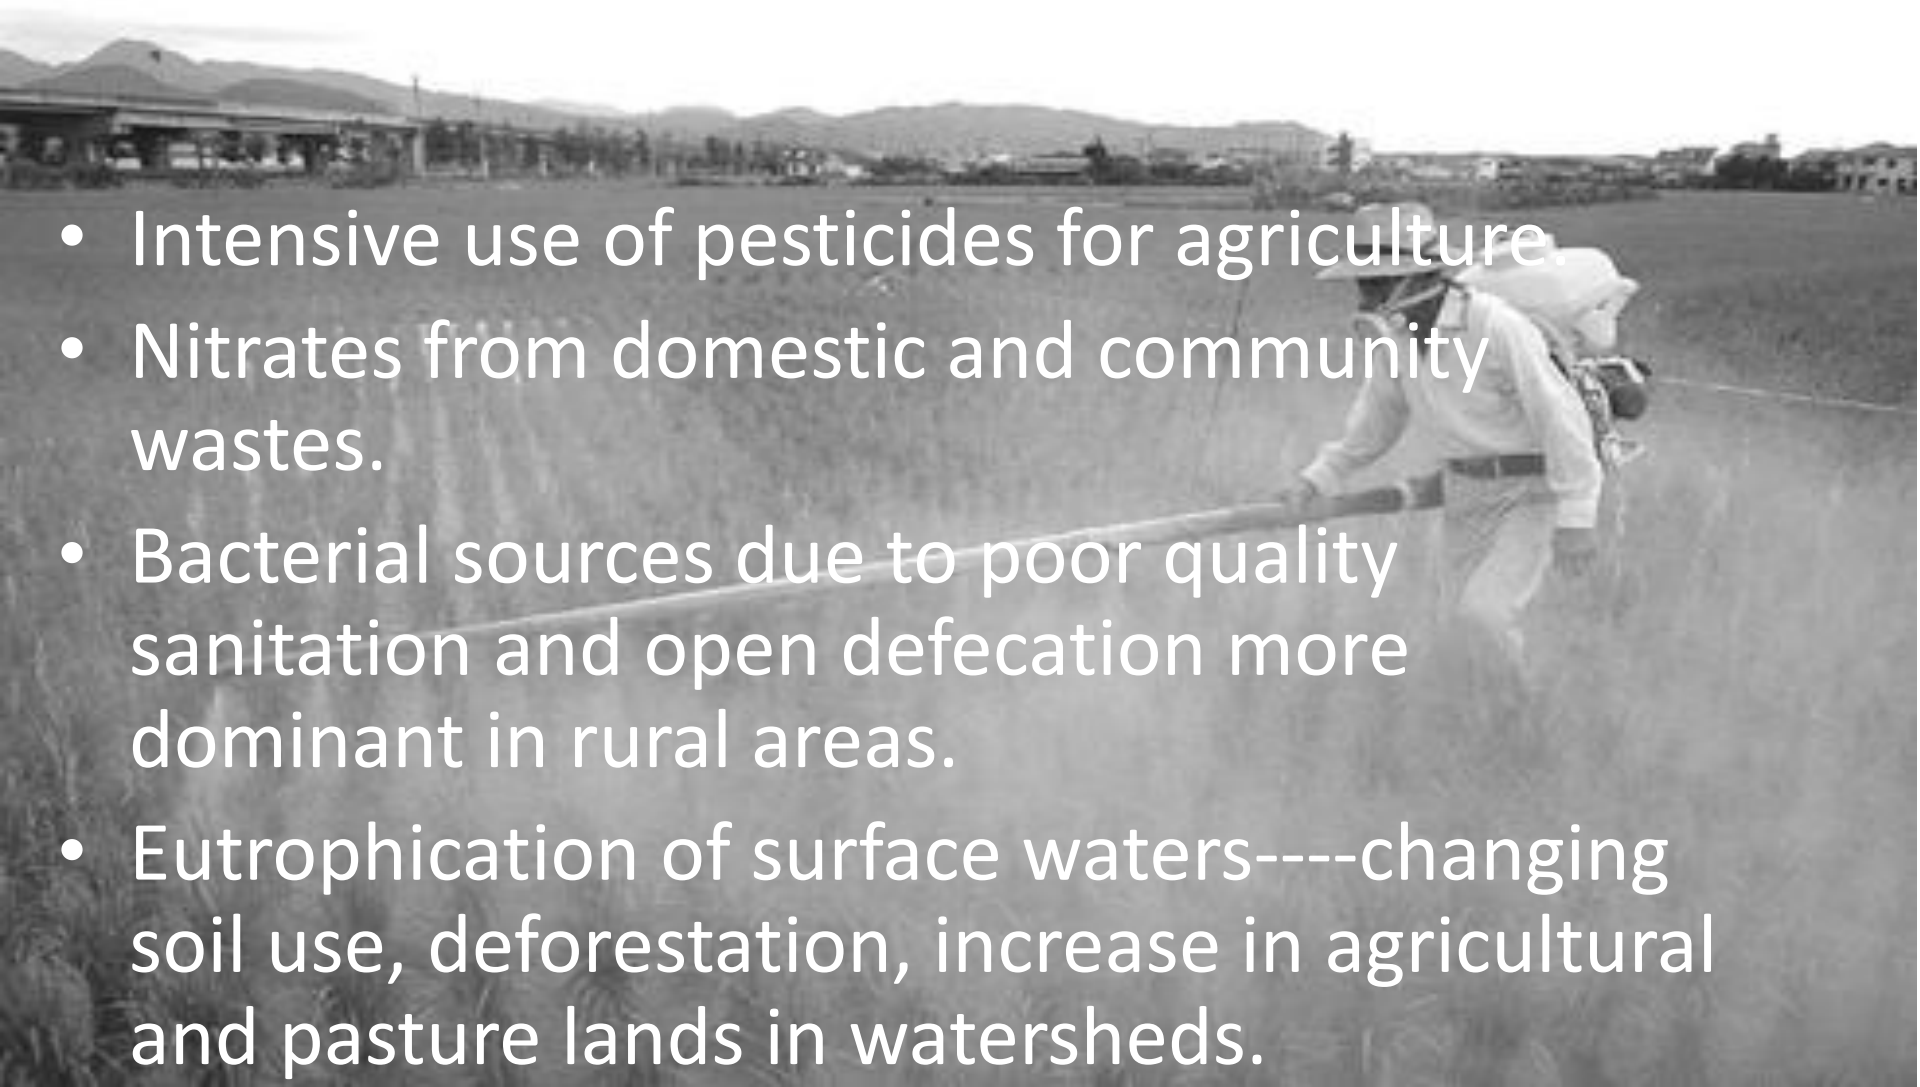 • Intensive use of pesticides for agriculture.
• Nitrates from domestic and community
wastes.
• Bacterial sources due to poor quality
sanitation and open defecation more
dominant in rural areas.
• Eutrophication of surface waters----changing
soil use, deforestation, increase in agricultural
and pasture lands in watersheds.